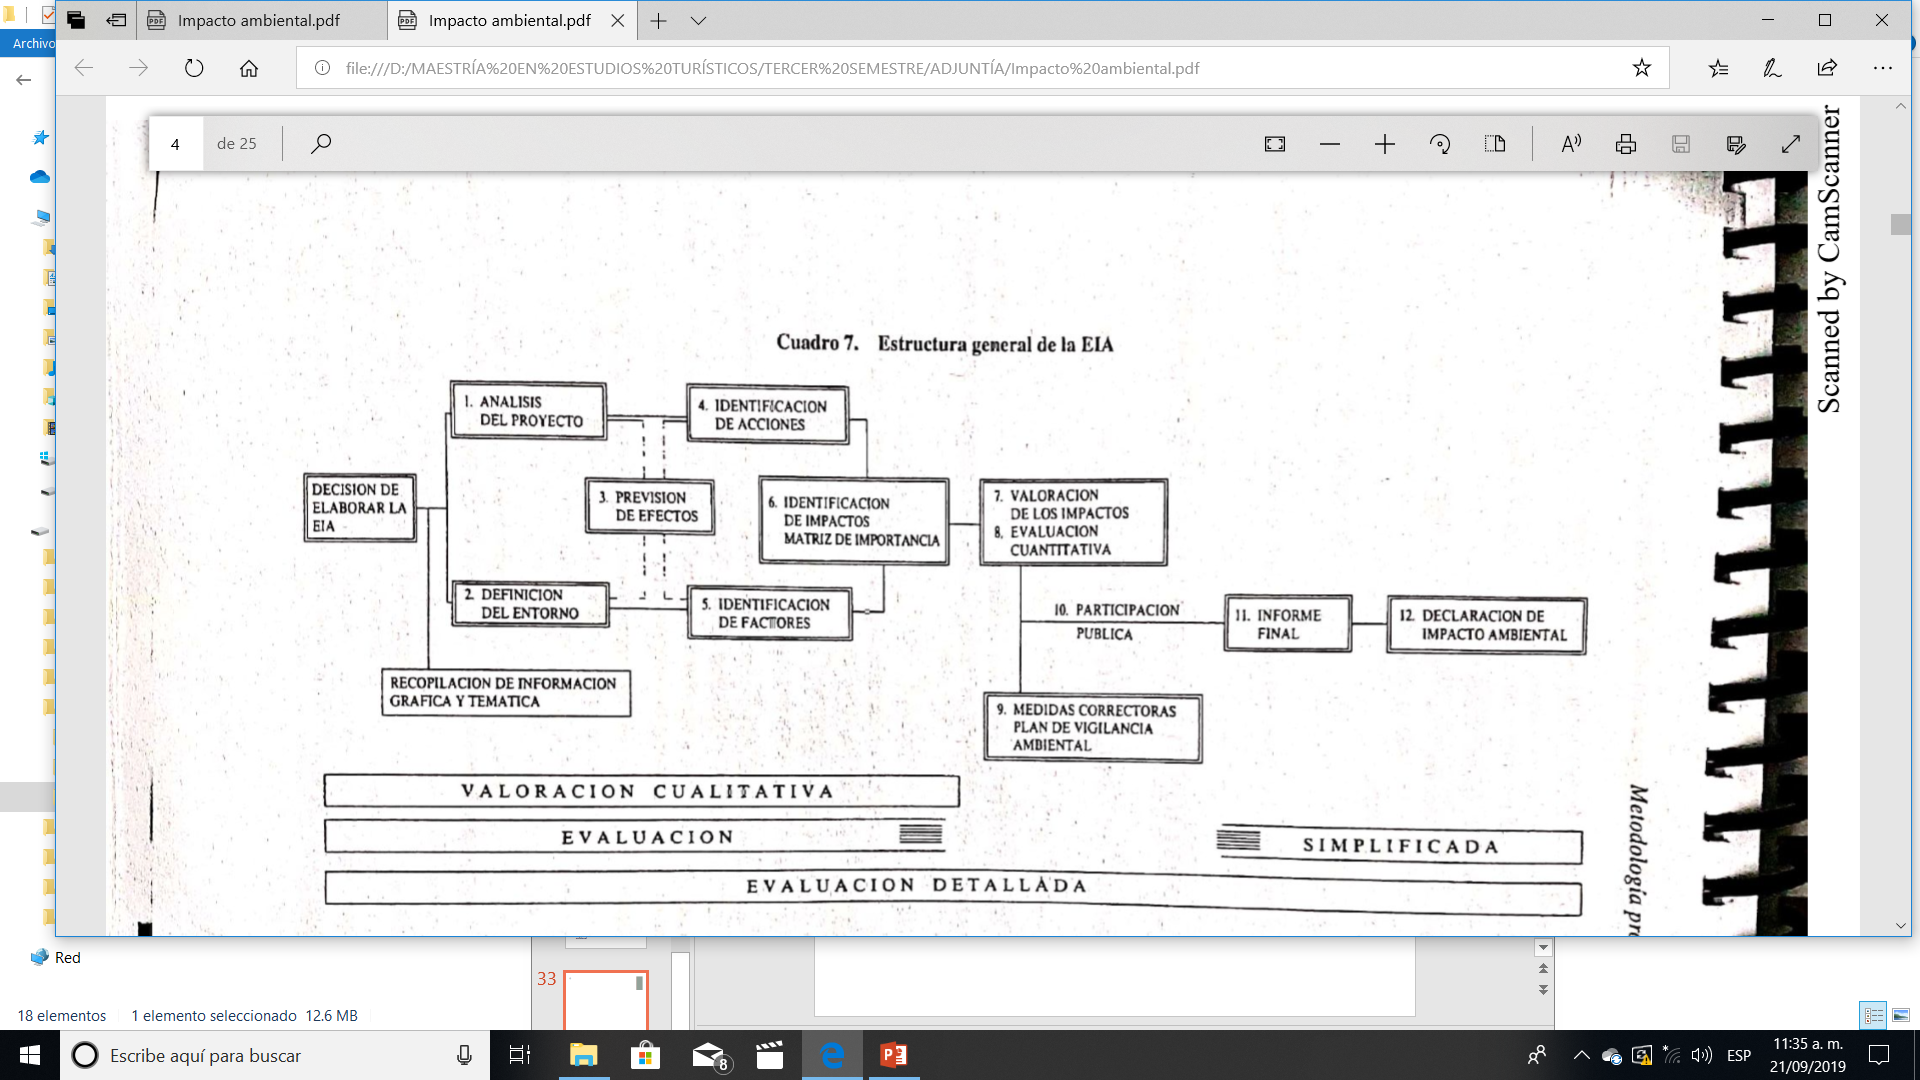 Archivo
Impacto ambiental.pdf
Impacto ambiental.pdf
file:///D:/MAESTRÍA%20EN%20ESTUDIOS%20TURÍSTICOS/TERCER%20SEMESTRE/ADJUNTÍA/Impacto%20ambiental.pdf
4
de 25
Scanned by CamScanner
Cuadro 7. Estructura general de la EIA
1. ANALISIS
DEL PROYECTO
4. IDENTIFICACION
DE ACCIONES
DECISION DE
ELABORAR LA
EIA
3. PREVISION
DE EFECTOS
6. IDENTIFICACION
DE IMPACTOS
MATRIZ DE IMPORTANCIA
7. VALORACION
DE LOS IMPACTOS
8. EVALUACION
CUANTITATIVA
2. DEFINICION
DEL ENTORNO
5. IDENTIFICACION
DE FACTORES
10. PARTICIPACION
PUBLICA
11. INFORME
FINAL
12. DECLARACION DE
IMPACTO AMBIENTAL
RECOPILACION DE INFORMACION
GRAFICA Y TEMATICA
9. MEDIDAS CORRECTORAS
PLAN DE VIGILANCIA
AMBIENTAL
VALORACION CUALITATIVA
EVALUACION
SIMPLIFICADA
EVALUACION DETALLADA
Metodología
Red
33
18 elementos
1 elemento seleccionado 12.6 MB
Escribe aquí para buscar
8
ESP
11:35 a. m.
21/09/2019